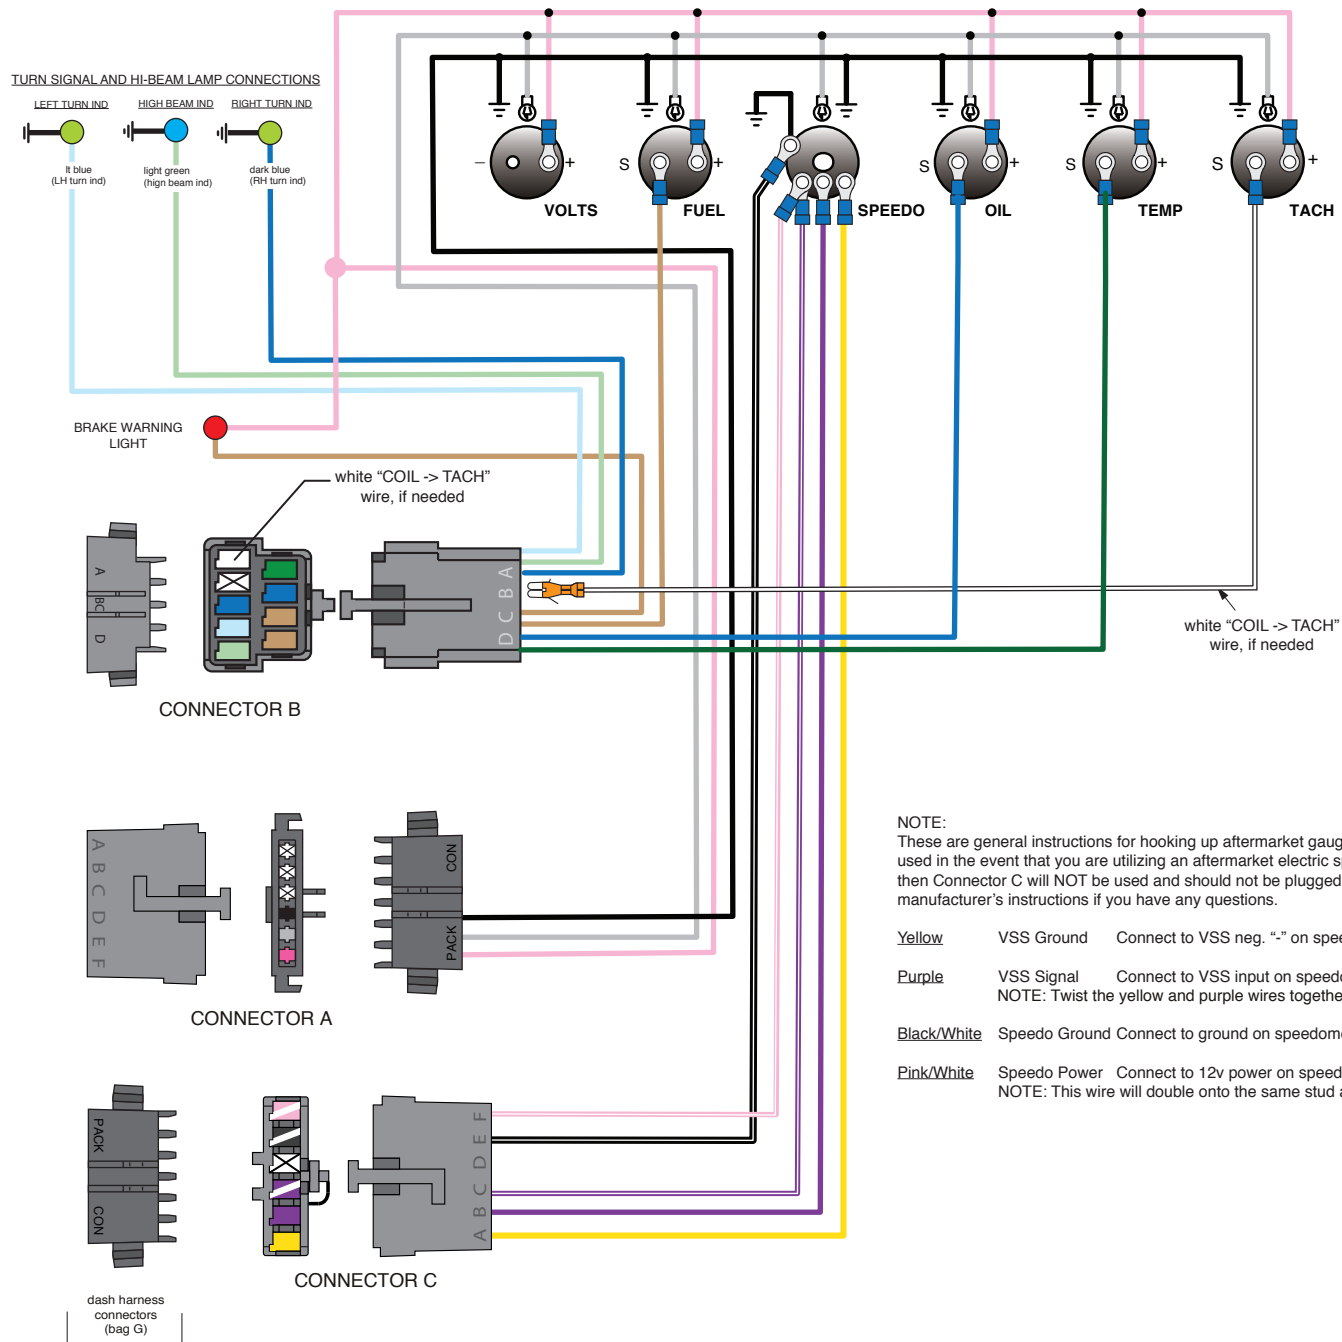 TURN SIGNAL AND HI-BEAM LAMP CONNECTIONS
LEFT TURN IND
HIGH BEAM IND
RIGHT TURN IND
lt blue
(LH turn ind)
light green
(hign beam ind)
dark blue
(RH turn ind)
− +
VOLTS
S +
FUEL
SPEEDO
S +
OIL
S +
TEMP
S +
TACH
BRAKE WARNING
LIGHT
white “COIL -> TACH”
wire, if needed
A
BC
D
D C B A
white “COIL -> TACH”
wire, if needed
CONNECTOR B
A B C D E F
CON
PACK
CONNECTOR A
NOTE:
These are general instructions for hooking up aftermarket gaug
used in the event that you are utilizing an aftermarket electric s
then Connector C will NOT be used and should not be plugged
manufacturer’s instructions if you have any questions.
Yellow VSS Ground Connect to VSS neg. “-” on spee
Purple VSS Signal Connect to VSS input on speedo
NOTE: Twist the yellow and purple wires togethe
Black/White Speedo Ground Connect to ground on speedome
Pink/White Speedo Power Connect to 12v power on speed
NOTE: This wire will double onto the same stud a
PACK
CON
A B C D E F
CONNECTOR C
dash harness
connectors
(bag G)